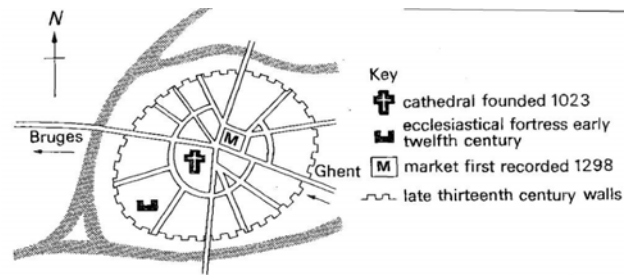 N
Bruges
M
Ghent
Key
cathedral founded 1023
ecclesiastical fortress early
twelfth century
M market first recorded 1298
late thirteenth century walls